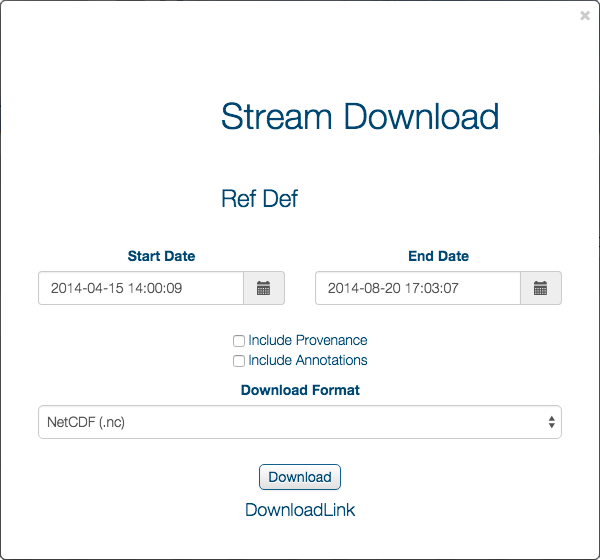 ×
Stream Download
Ref Def
Start Date End Date
2014-04-15 14:00:09 2014-08-20 17:03:07
Include Provenance
Include Annotations
Download Format
NetCDF (.nc)
Download
DownloadLink